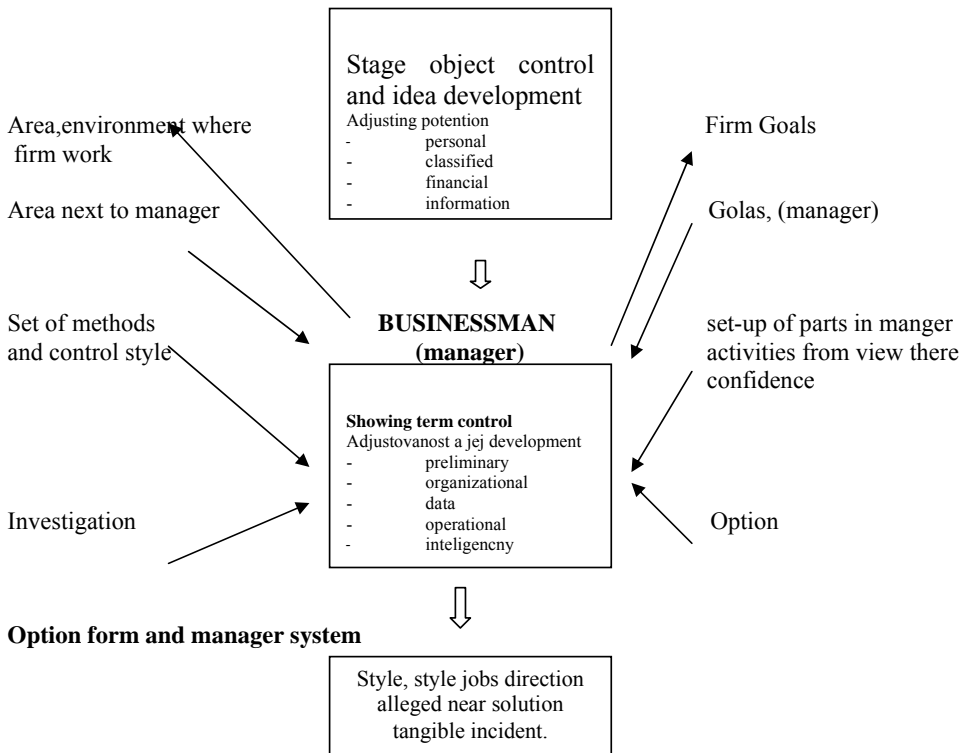 Stage object control
and idea development
Adjusting potention
- personal
- classified
- financial
- information
Area,environment where
firm work
Area next to manager
Firm Goals
Golas, (manager)
BUSINESSMAN
(manager)
Set of methods
and control style
set-up of parts in manger
activities from view there
confidence
Showing term control
Adjustovanost a jej development
- preliminary
- organizational
- data
- operational
- inteligencny
Investigation
Option
Option form and manager system
Style, style jobs direction
alleged near solution
tangible incident.